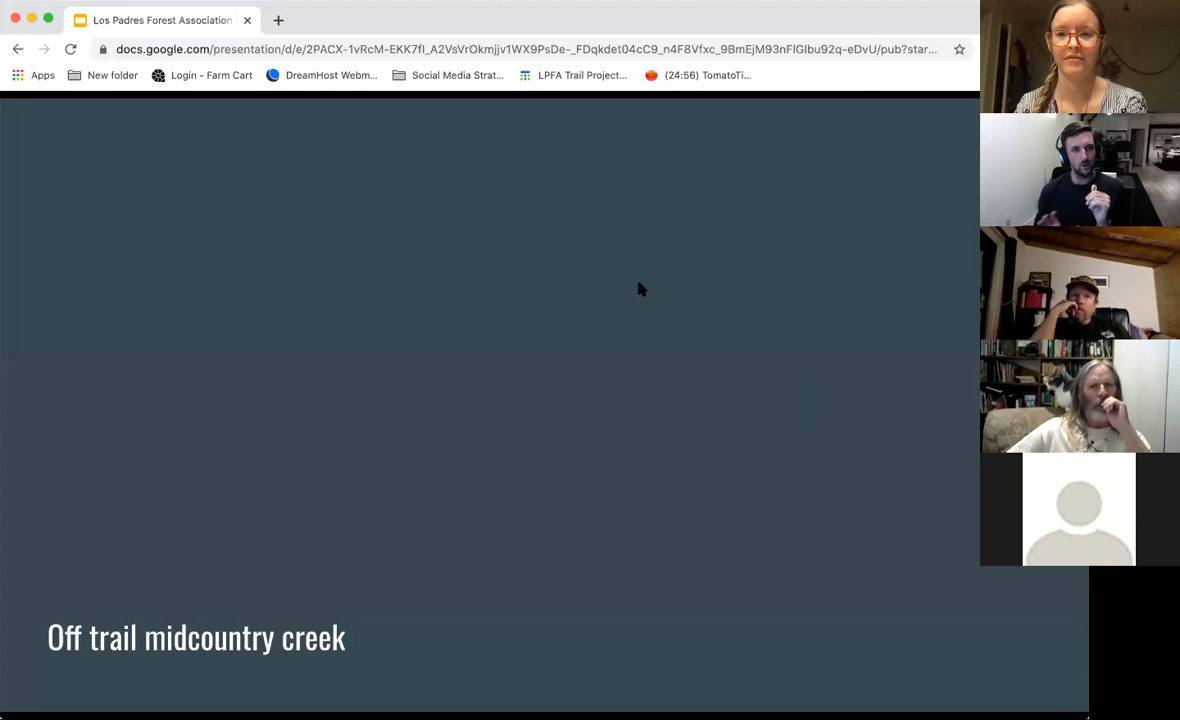 Los Padres Forest Association
docs.google.com/presentation/d/e/2PACX-1vRcM-EKK7fI_A2VsVrOkmjjv1WX9PsDe-_FDqkdet04cC9_n4F8Vfxc_9BmEjM93nFIGlbu92q-eDvU/pub?star...
Apps New folder Login - Farm Cart DreamHost Webm... Social Media Strat... LPFA Trail Project... (24:56) TomatoTi...
Off trail midcountry creek